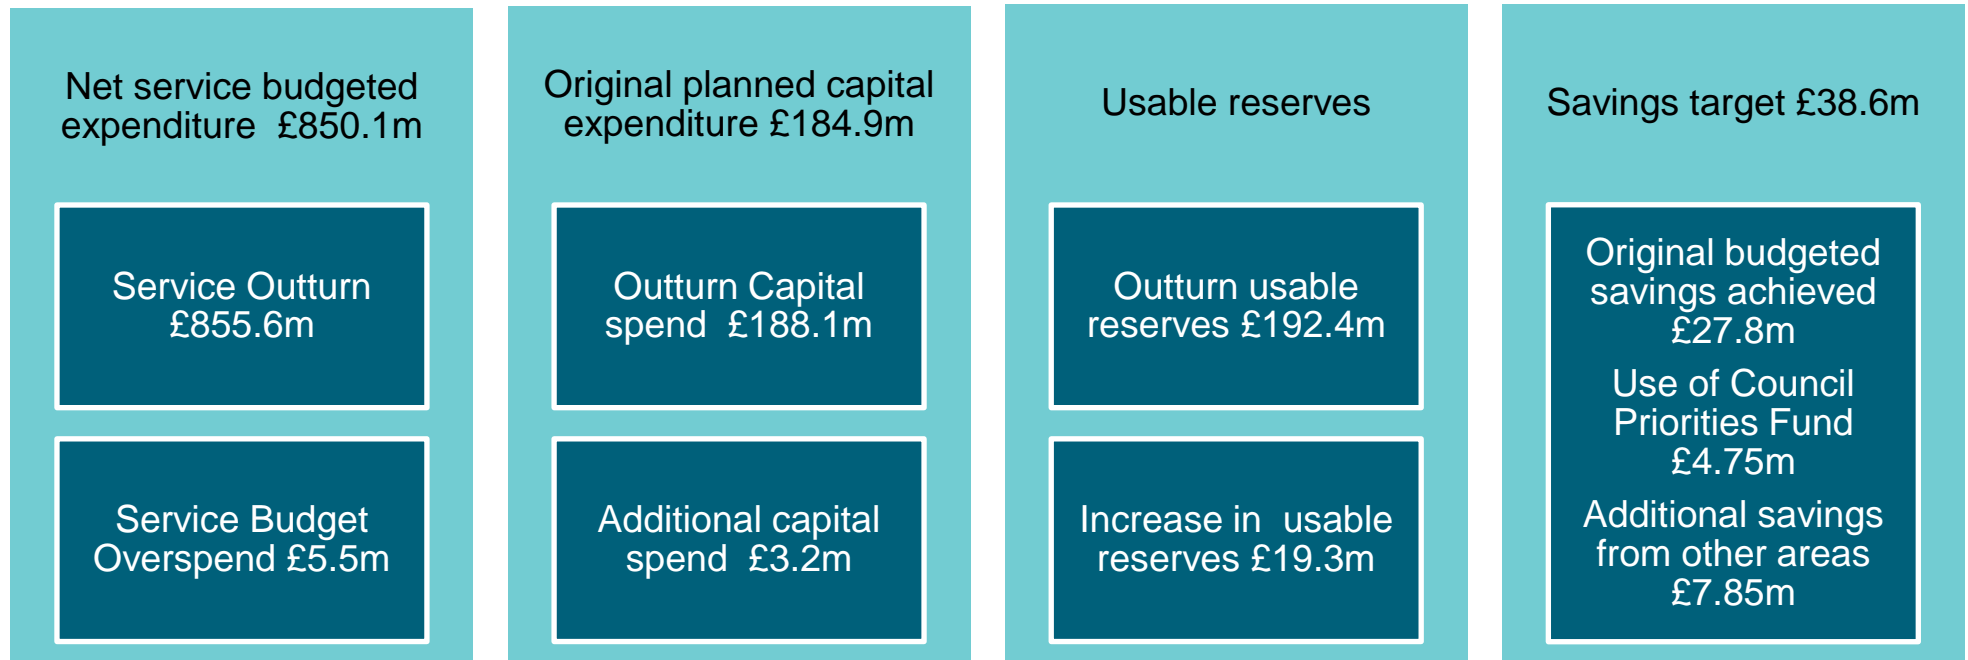 Net service budgeted
expenditure  £850.1m
Service Outturn
£855.6m
Service Budget
Overspend £5.5m
Original planned capital
expenditure £184.9m
Outturn Capital
spend  £188.1m
Additional capital
spend  £3.2m
Usable reserves
Outturn usable
reserves £192.4m
Increase in  usable
reserves £19.3m
Savings target £38.6m
Original budgeted
savings achieved
£27.8m
Use of Council
Priorities Fund
£4.75m
Additional savings
from other areas
£7.85m